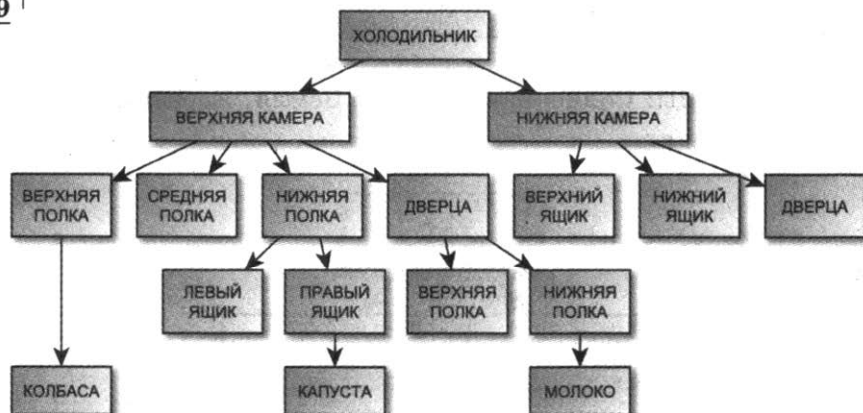 9
ХОЛОДИЛЬНИК
ВЕРХНЯЯ КАМЕРА
НИЖНЯЯ КАМЕРА
ВЕРХНЯЯ
ПОЛКА
СРЕДНЯЯ
ПОЛКА
НИЖНЯЯ
ПОЛКА
ДВЕРЦА
ВЕРХНИЙ
ЯЩИК
НИЖНИЙ
ЯЩИК
ДВЕРЦА
ЛЕВЫЙ
ЯЩИК
ПРАВЫЙ
ЯЩИК
ВЕРХНЯЯ
ПОЛКА
НИЖНЯЯ
ПОЛКА
КОЛБАСА
КАПУСТА
МОЛОКО